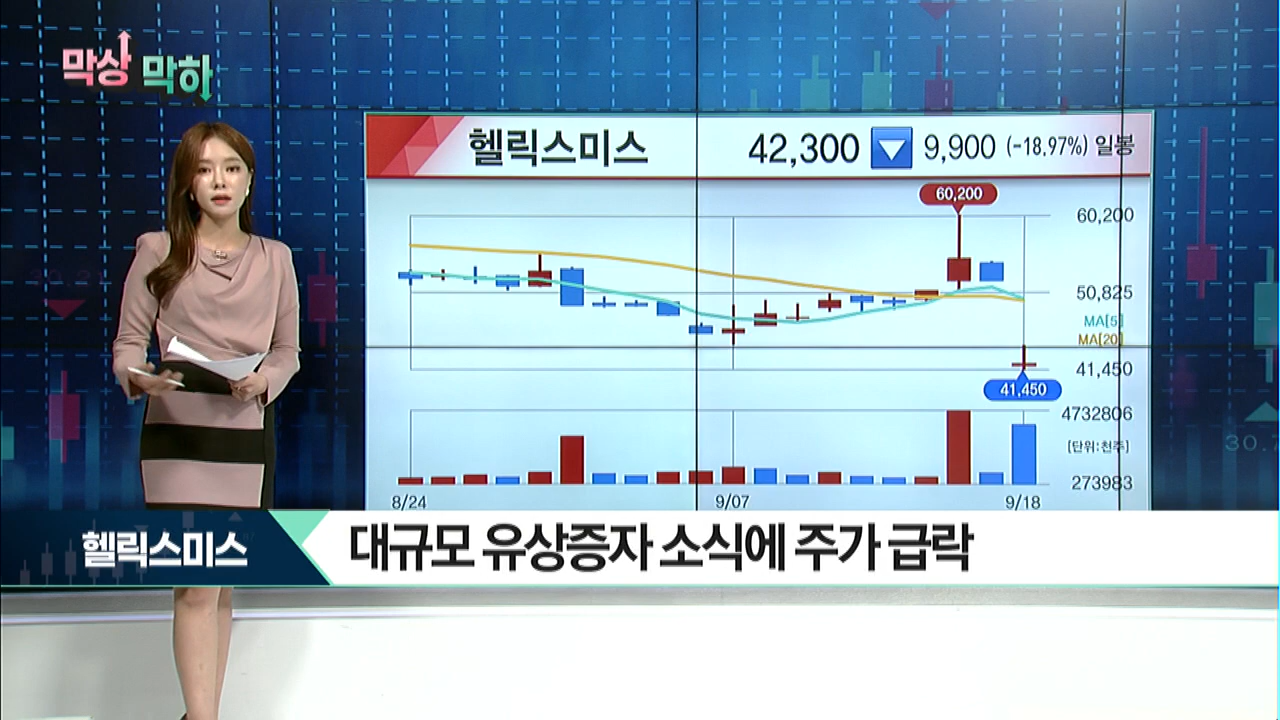 막상 막하
헬릭스미스 42,300 ▼ 9,900 (-18.97%) 일봉
60,200
60,200
50,825
MA[5]
MA[20]
41,450
41,450
4732806
[단위:천주]
273983
8/24 9/07 9/18
헬릭스미스 대규모 유상증자 소식에 주가 급락